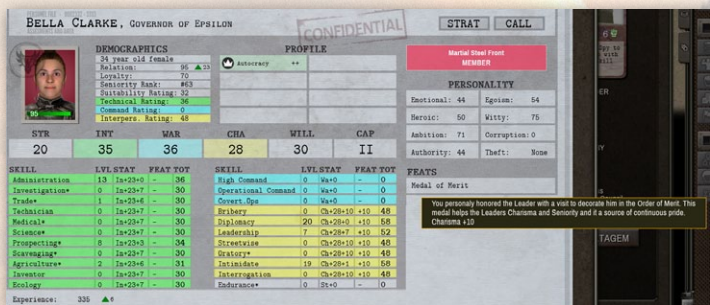 BELLA CLARKE, GOVERNOR OF EPSILON
CONFIDENTIAL
STRAT CALL
DEMOGRAPHICS
34 year old female
Relation: 95 ▲23
Loyalty: 70
Seniority Rank: #63
Suitability Rating: 32
Technical Rating: 36
Command Rating: 0
Interpers. Rating: 48
95
PROFILE
Autocracy ++
Martial Steel Front
MEMBER
PERSONALITY
Emotional: 44 Egoism: 54
Heroic: 50 Witty: 75
Ambition: 71 Corruption: 0
Authority: 44 Theft: None
STR INT WAR CHA WILL CAP
20 35 36 28 30 II
FEATS
Medal of Merit
SKILL LVL STAT FEAT TOT
Administration 13 In+23+0 - 36
Investigation* 0 In+23+7 - 30
Trade* 1 In+23+6 - 30
Technician 0 In+23+7 - 30
Medical* 0 In+23+7 - 30
Science* 0 In+23+7 - 30
Prospecting* 8 In+23+3 - 34
Scavenging* 0 In+23+7 - 30
Agriculture* 2 In+23+6 - 31
Inventor 0 In+23+7 - 30
Ecology 0 In+23+7 - 30
SKILL LVL STAT FEAT TOT
High Command 0 Wa+0 - 0
Operational Command 0 Wa+0 - 0
Covert.Ops 0 Wa+0 - 0
Bribery 0 Ch+28+10 +10 48
Diplomacy 20 Ch+28+0 +10 58
Leadership 7 Ch+28+7 +10 52
Streetwise 0 Ch+28+10 +10 48
Oratory* 0 Ch+28+10 +10 48
Intimidate 19 Ch+28+1 +10 58
Interrogation 0 Ch+28+10 +10 48
Endurance* 0 St+0 - 0
You personaly honored the Leader with a visit to decorate him in the Order of Merit. This
medal helps the Leaders Charisma and Seniority and if a source of continuous pride.
Charisma +10
Experience: 335 ▲6
TAGEM